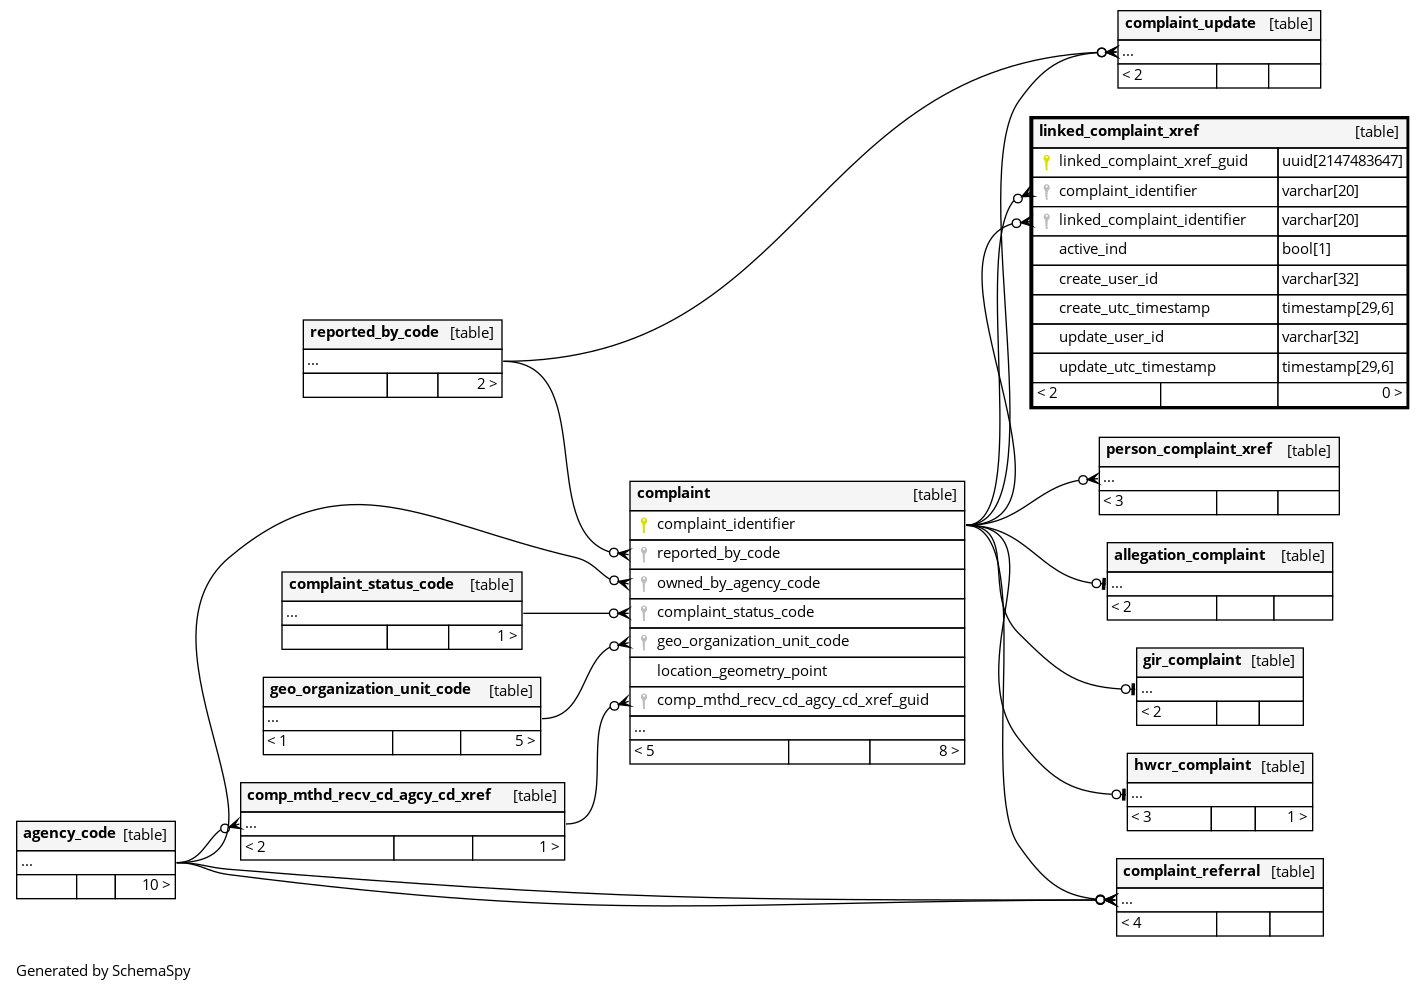 complaint_update [table]
...
< 2
linked_complaint_xref [table]
linked_complaint_xref_guid uuid[2147483647]
complaint_identifier varchar[20]
linked_complaint_identifier varchar[20]
active_ind bool[1]
create_user_id varchar[32]
create_utc_timestamp timestamp[29,6]
update_user_id varchar[32]
update_utc_timestamp timestamp[29,6]
< 2 0 >
reported_by_code [table]
...
2 >
person_complaint_xref [table]
...
< 3
complaint [table]
complaint_identifier
reported_by_code
owned_by_agency_code
complaint_status_code
geo_organization_unit_code
location_geometry_point
comp_mthd_recv_cd_agcy_cd_xref_guid
...
< 5 8 >
allegation_complaint [table]
...
< 2
complaint_status_code [table]
...
1 >
gir_complaint [table]
...
< 2
geo_organization_unit_code [table]
...
< 1 5 >
hwcr_complaint [table]
...
< 3 1 >
comp_mthd_recv_cd_agcy_cd_xref [table]
...
< 2 1 >
agency_code [table]
...
10 >
complaint_referral [table]
...
< 4
Generated by SchemaSpy